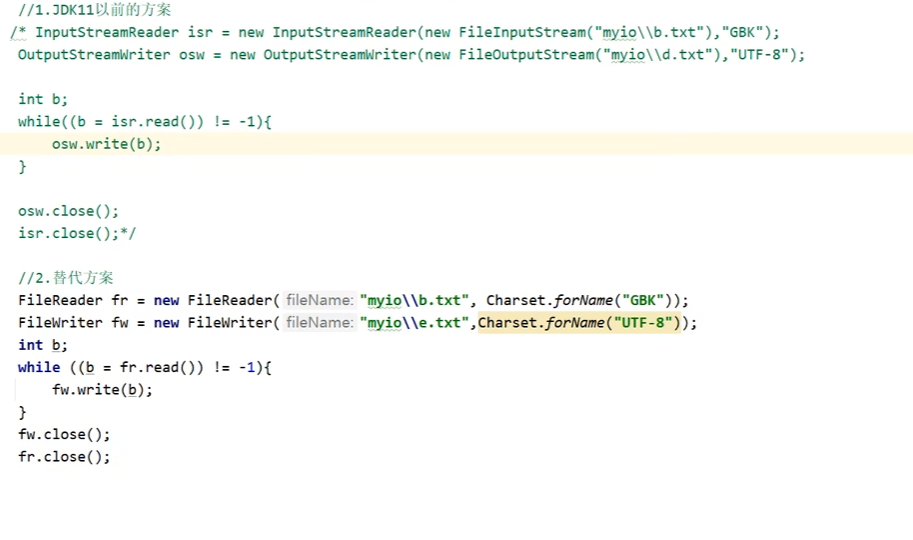 //1.JDK11以前的方案
/* InputStreamReader isr = new InputStreamReader(new FileInputStream("myio\\b.txt"),"GBK");
OutputStreamWriter osw = new OutputStreamWriter(new FileOutputStream("myio\\d.txt"),"UTF-8");
int b;
while((b = isr.read()) != -1){
osw.write(b);
}
osw.close();
isr.close();*/
//2.替代方案
FileReader fr = new FileReader( fileName: "myio\\b.txt", Charset.forName("GBK"));
FileWriter fw = new FileWriter( fileName: "myio\\e.txt",Charset.forName("UTF-8"));
int b;
while ((b = fr.read()) != -1){
fw.write(b);
}
fw.close();
fr.close();